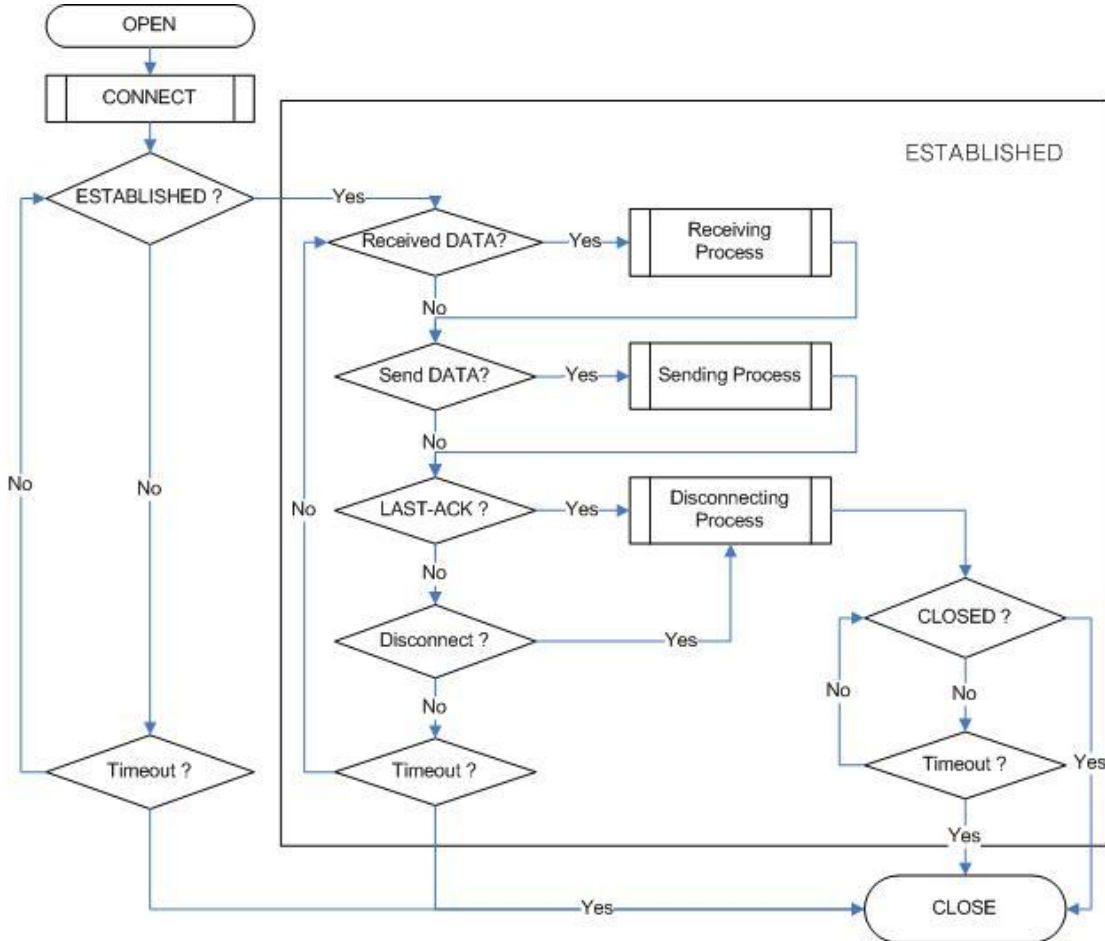 OPEN
CONNECT
ESTABLISHED
ESTABLISHED ?
Yes
Received DATA?
Yes
Receiving
Process
No
Send DATA?
Yes
Sending Process
No
No
No
No
LAST-ACK ?
Yes
Disconnecting
Process
No
Disconnect ?
Yes
CLOSED ?
No
No
No
Timeout ?
Timeout ?
Timeout ?
Yes
Yes
Yes
CLOSE